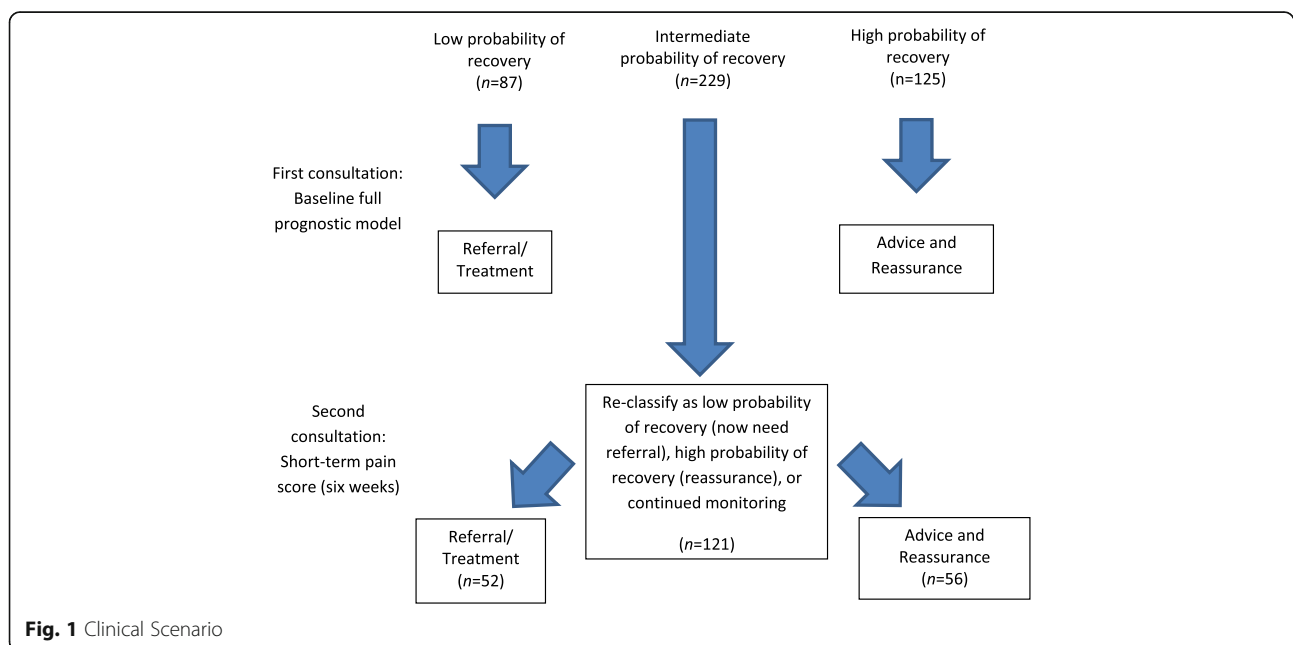 Low probability of
recovery
(n=87)
Intermediate
probability of recovery
(n=229)
High probability of
recovery
(n=125)
First consultation:
Baseline full
prognostic model
Referral/
Treatment
Advice and
Reassurance
Second
consultation:
Short-term pain
score (six weeks)
Re-classify as low probability
of recovery (now need
referral), high probability of
recovery (reassurance), or
continued monitoring
(n=121)
Referral/
Treatment
(n=52)
Advice and
Reassurance
(n=56)
Fig. 1 Clinical Scenario